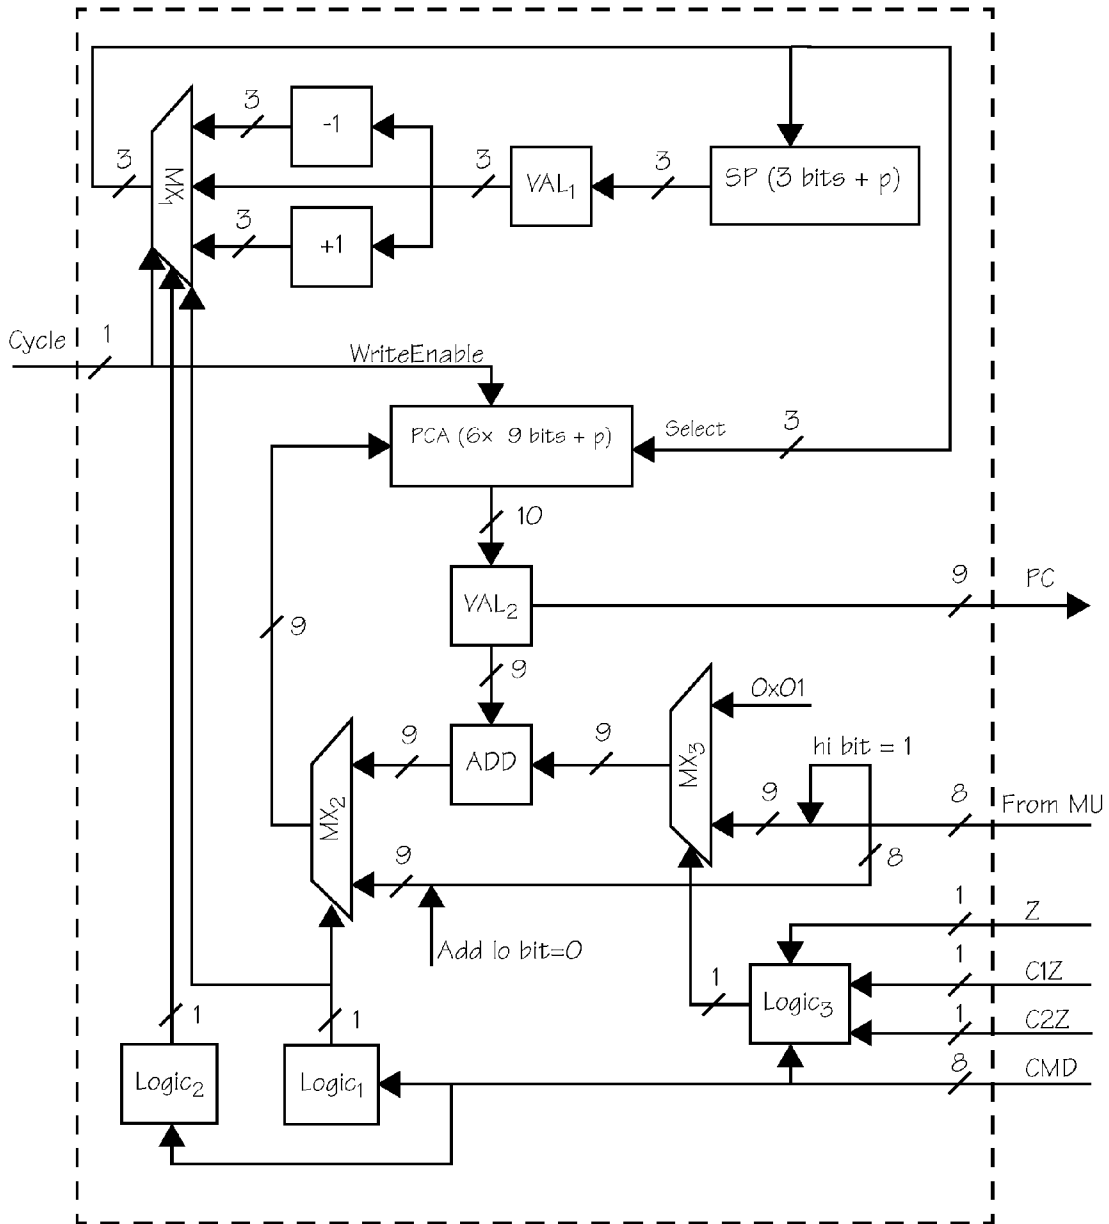 3
-1
3
3
3
MX₁
VAL₁
SP (3 bits + p)
3
+1
Cycle
1
WriteEnable
PCA (6x 9 bits + p)
Select
3
10
VAL₂
9
PC
9
9
0x01
9
ADD
9
MX₃
hi bit = 1
MX₂
9
8
From MU
9
8
Add lo bit=0
1
Z
1
C1Z
1
Logic₃
1
C2Z
1
1
Logic₂
Logic₁
8
CMD